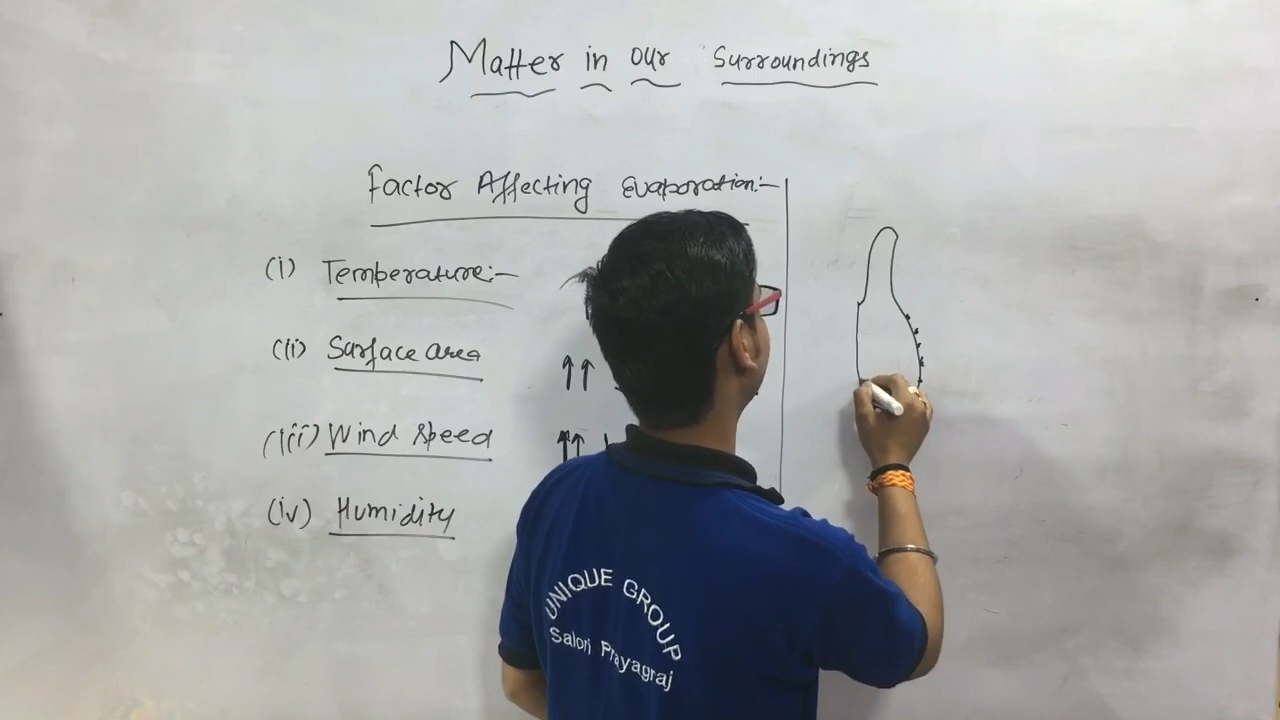 Matter in our Surroundings
Factor Affecting Evaporation:-
(i) Temperature:-
(ii) Surface area ↑↑
(iii) Wind Speed ↑↑
(iv) Humidity
UNIQUE GROUP
Salori Prayagraj